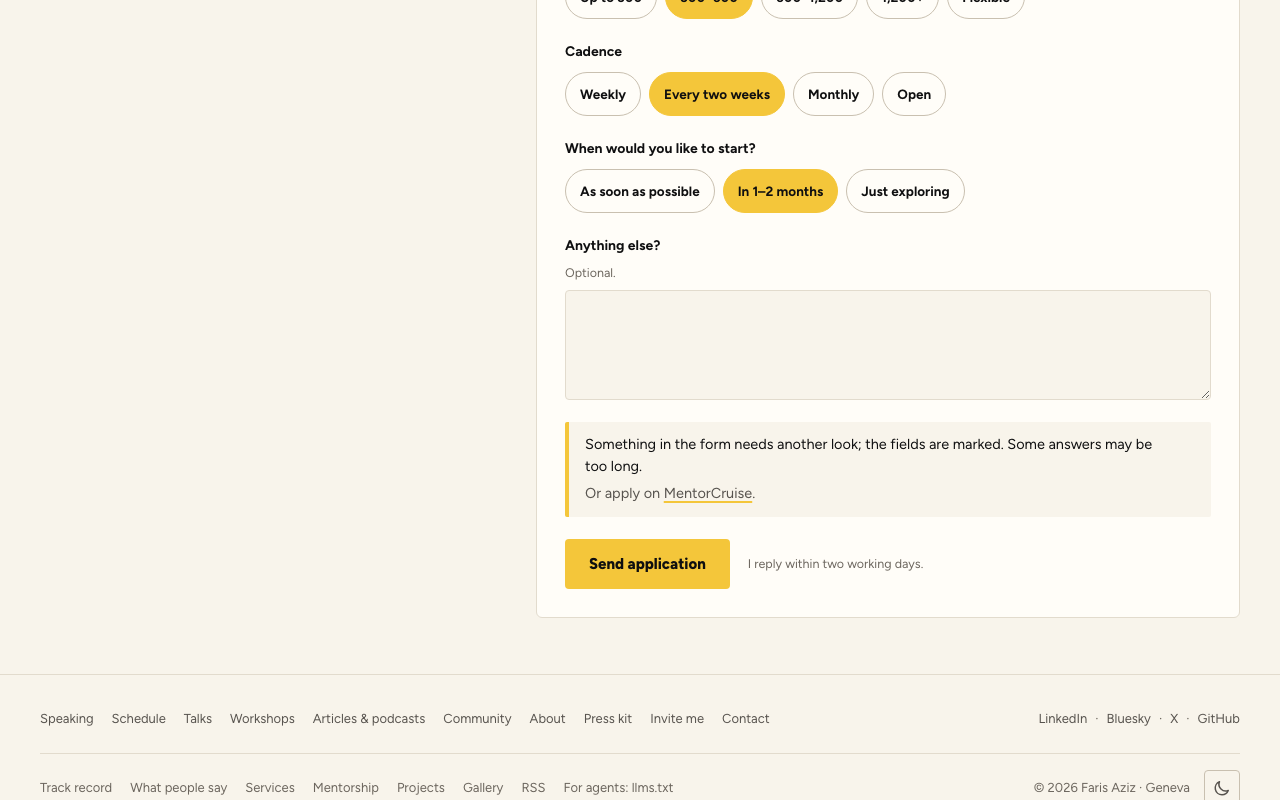 Cadence
Weekly Every two weeks Monthly Open
When would you like to start?
As soon as possible In 1–2 months Just exploring
Anything else?
Optional.
Something in the form needs another look; the fields are marked. Some answers may be
too long.
Or apply on MentorCruise.
Send application I reply within two working days.
Speaking Schedule Talks Workshops Articles & podcasts Community About Press kit Invite me Contact LinkedIn · Bluesky · X · GitHub
Track record What people say Services Mentorship Projects Gallery RSS For agents: llms.txt © 2026 Faris Aziz · Geneva